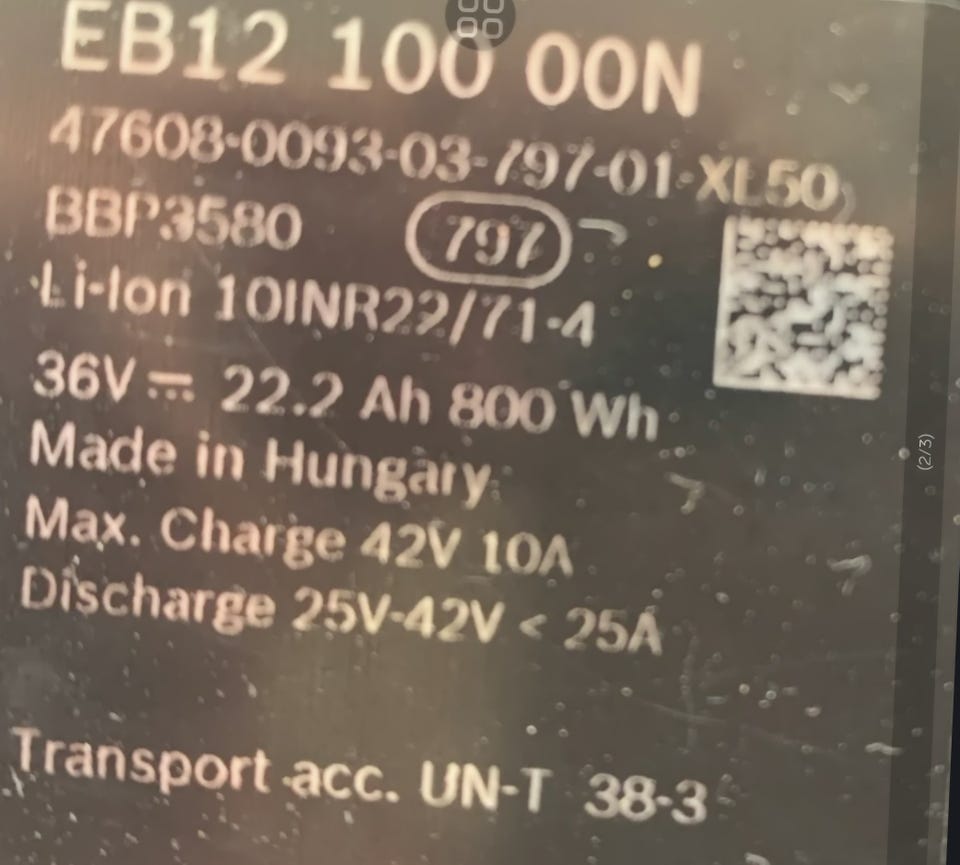 EB12 100 00N
47608-0093-03-797-01-XL50
BBP3580 797
Li-Ion 10INR22/71-4
36V ⎓ 22.2 Ah 800 Wh
Made in Hungary
Max. Charge 42V 10A
Discharge 25V-42V < 25A
Transport acc. UN-T 38-3
(2/3)